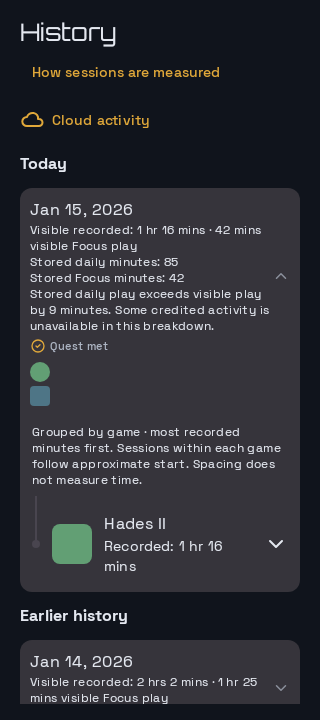 History
How sessions are measured
Cloud activity
Today
Jan 15, 2026
Visible recorded: 1 hr 16 mins · 42 mins
visible Focus play
Stored daily minutes: 85
Stored Focus minutes: 42
Stored daily play exceeds visible play
by 9 minutes. Some credited activity is
unavailable in this breakdown.
Quest met
Grouped by game · most recorded
minutes first. Sessions within each game
follow approximate start. Spacing does
not measure time.
Hades II
Recorded: 1 hr 16
mins
Earlier history
Jan 14, 2026
Visible recorded: 2 hrs 2 mins · 1 hr 25
mins visible Focus play